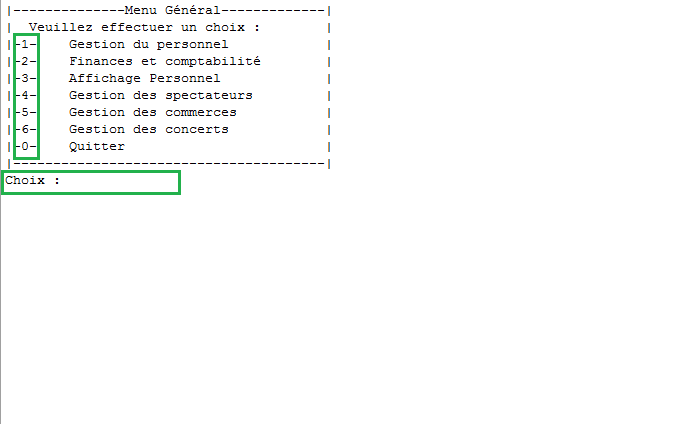 |--------------Menu Général-------------|
|  Veuillez effectuer un choix :        |
|-1-    Gestion du personnel            |
|-2-    Finances et comptabilité        |
|-3-    Affichage Personnel             |
|-4-    Gestion des spectateurs         |
|-5-    Gestion des commerces           |
|-6-    Gestion des concerts            |
|-0-    Quitter                         |
|---------------------------------------|
Choix :